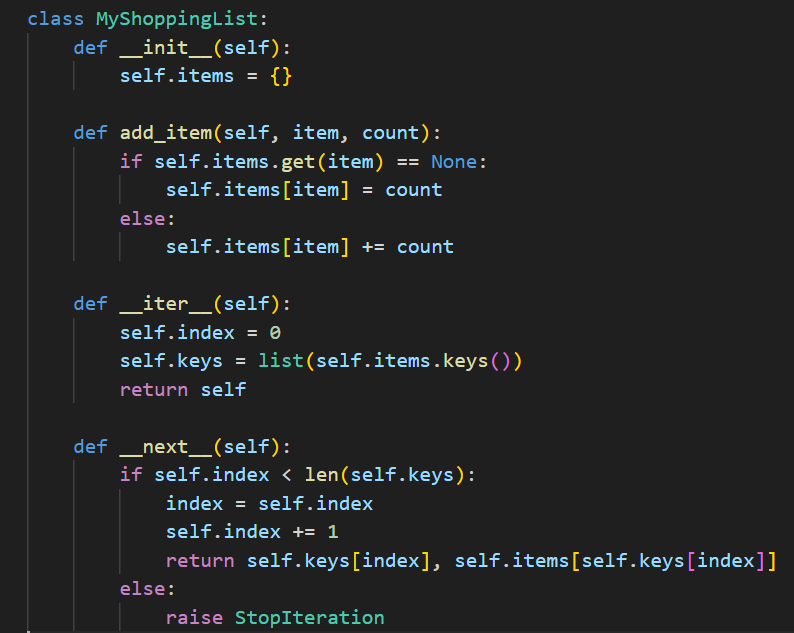 class MyShoppingList:
    def __init__(self):
        self.items = {}

    def add_item(self, item, count):
        if self.items.get(item) == None:
            self.items[item] = count
        else:
            self.items[item] += count

    def __iter__(self):
        self.index = 0
        self.keys = list(self.items.keys())
        return self

    def __next__(self):
        if self.index < len(self.keys):
            index = self.index
            self.index += 1
            return self.keys[index], self.items[self.keys[index]]
        else:
            raise StopIteration